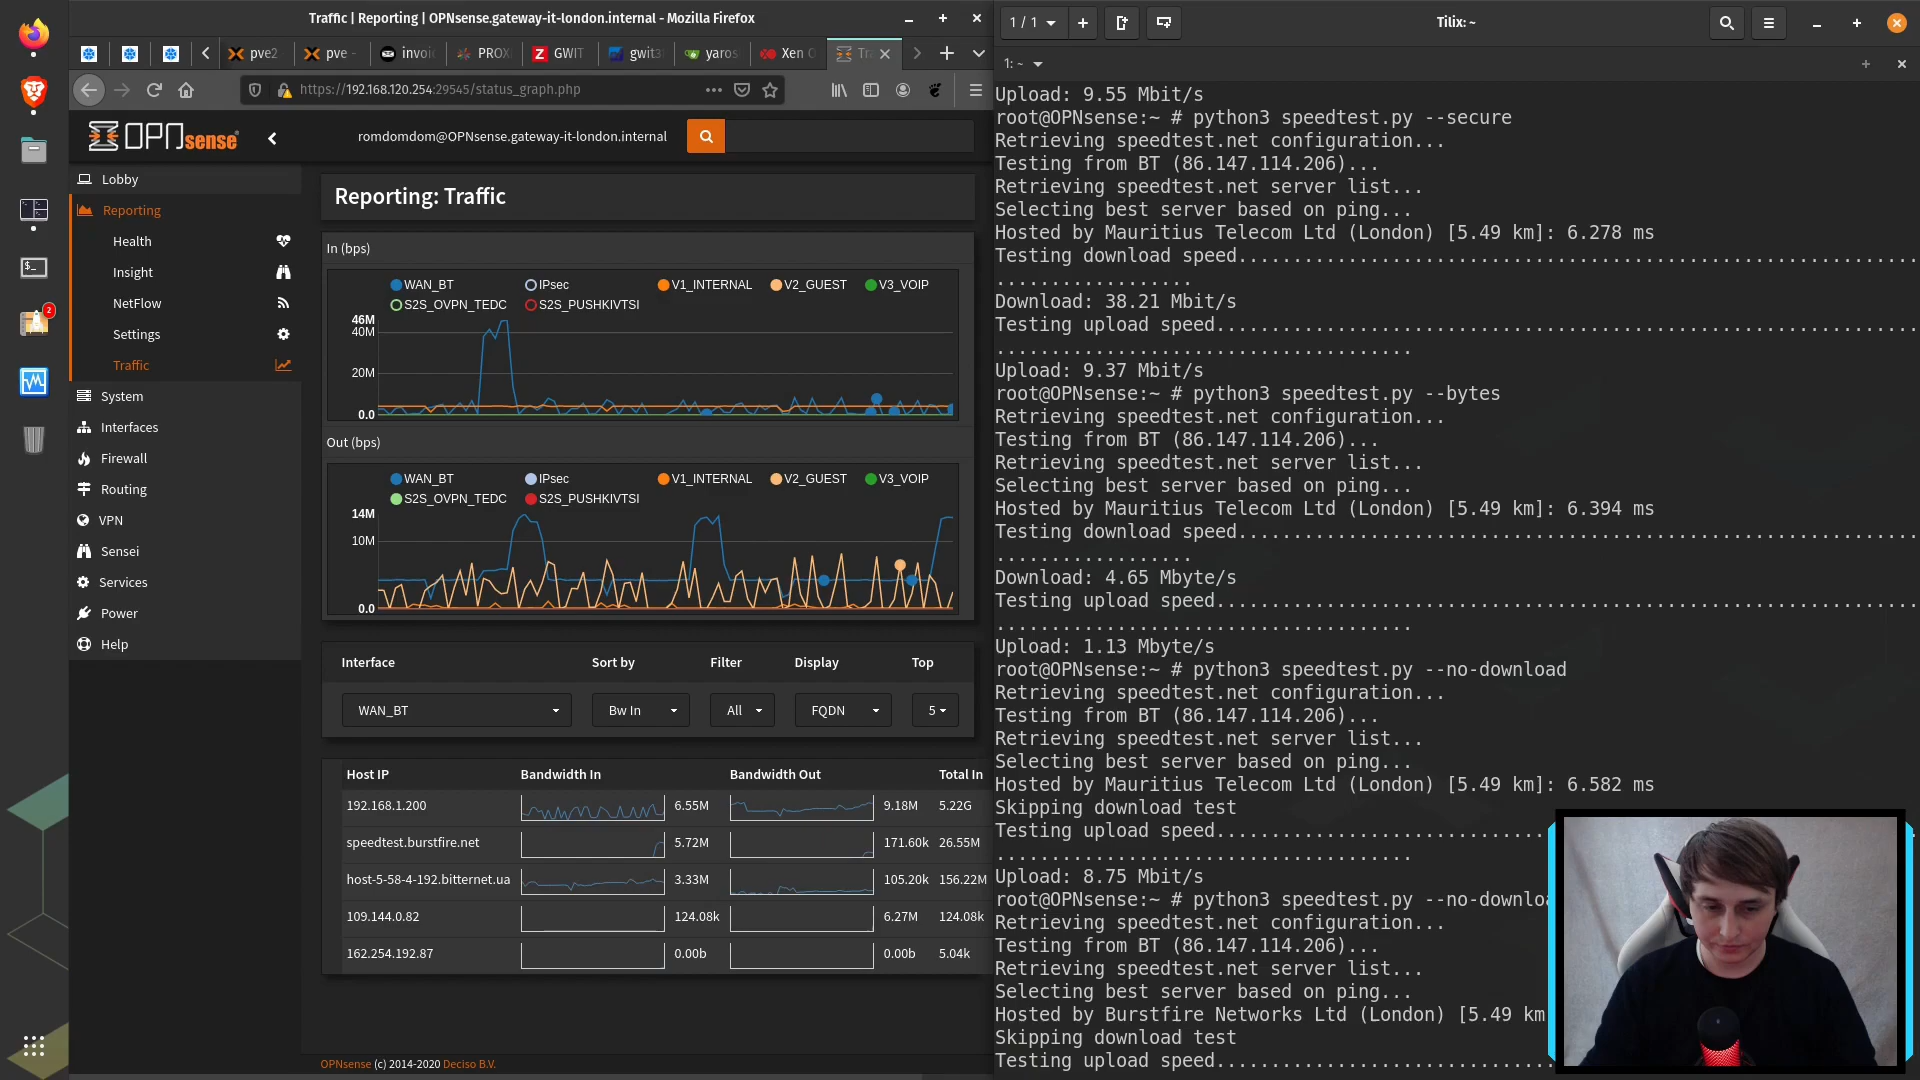 Traffic | Reporting | OPNsense.gateway-it-london.internal - Mozilla Firefox
pve2
pve -
invoi
PROX
GWIT
gwit3
yaros
Xen O
Tr
https://192.168.120.254:29545/status_graph.php
OPNsense
romdomdom@OPNsense.gateway-it-london.internal
Lobby
Reporting
Health
Insight
NetFlow
Settings
Traffic
System
Interfaces
Firewall
Routing
VPN
Sensei
Services
Power
Help
2
Reporting: Traffic
In (bps)
WAN_BT
IPsec
V1_INTERNAL
V2_GUEST
V3_VOIP
S2S_OVPN_TEDC
S2S_PUSHKIVTSI
46M
40M
20M
0.0
Out (bps)
WAN_BT
IPsec
V1_INTERNAL
V2_GUEST
V3_VOIP
S2S_OVPN_TEDC
S2S_PUSHKIVTSI
14M
10M
0.0
Interface Sort by Filter Display Top
WAN_BT Bw In All FQDN 5
Host IP Bandwidth In Bandwidth Out Total In
192.168.1.200 6.55M 9.18M 5.22G
speedtest.burstfire.net 5.72M 171.60k 26.55M
host-5-58-4-192.bitternet.ua 3.33M 105.20k 156.22M
109.144.0.82 124.08k 6.27M 124.08k
162.254.192.87 0.00b 0.00b 5.04k
OPNsense (c) 2014-2020 Deciso B.V.
1 / 1
Tilix: ~
1: ~
Upload: 9.55 Mbit/s
root@OPNsense:~ # python3 speedtest.py --secure
Retrieving speedtest.net configuration...
Testing from BT (86.147.114.206)...
Retrieving speedtest.net server list...
Selecting best server based on ping...
Hosted by Mauritius Telecom Ltd (London) [5.49 km]: 6.278 ms
Testing download speed..............................................................
..................
Download: 38.21 Mbit/s
Testing upload speed................................................................
......................................
Upload: 9.37 Mbit/s
root@OPNsense:~ # python3 speedtest.py --bytes
Retrieving speedtest.net configuration...
Testing from BT (86.147.114.206)...
Retrieving speedtest.net server list...
Selecting best server based on ping...
Hosted by Mauritius Telecom Ltd (London) [5.49 km]: 6.394 ms
Testing download speed..............................................................
..................
Download: 4.65 Mbyte/s
Testing upload speed................................................................
......................................
Upload: 1.13 Mbyte/s
root@OPNsense:~ # python3 speedtest.py --no-download
Retrieving speedtest.net configuration...
Testing from BT (86.147.114.206)...
Retrieving speedtest.net server list...
Selecting best server based on ping...
Hosted by Mauritius Telecom Ltd (London) [5.49 km]: 6.582 ms
Skipping download test
Testing upload speed..............................
......................................
Upload: 8.75 Mbit/s
root@OPNsense:~ # python3 speedtest.py --no-downloa
Retrieving speedtest.net configuration...
Testing from BT (86.147.114.206)...
Retrieving speedtest.net server list...
Selecting best server based on ping...
Hosted by Burstfire Networks Ltd (London) [5.49 km
Skipping download test
Testing upload speed..............................